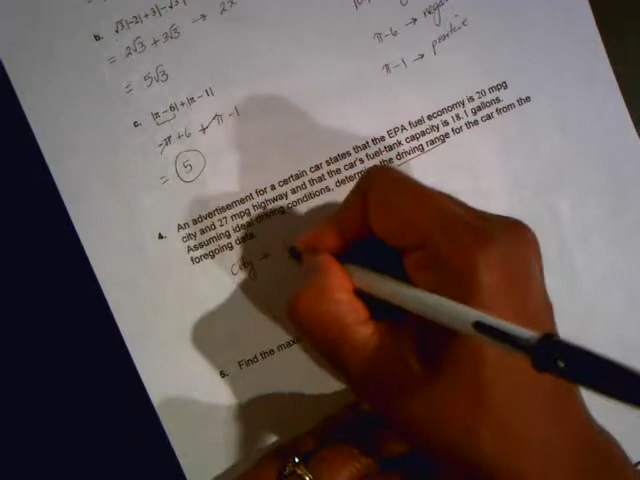 b. √3|-2|+3|-√3|
= 2√3 + 3√3 → 2x
= 5√3
π-6 → nega
π-1 → positive
c. |π-6|+|π-1|
= -π+6 + π-1
= 5
4. An advertisement for a certain car states that the EPA fuel economy is 20 mpg
city and 27 mpg highway and that the car's fuel-tank capacity is 18.1 gallons.
Assuming ideal driving conditions, determine the driving range for the car from the
foregoing data.
City →
5. Find the max